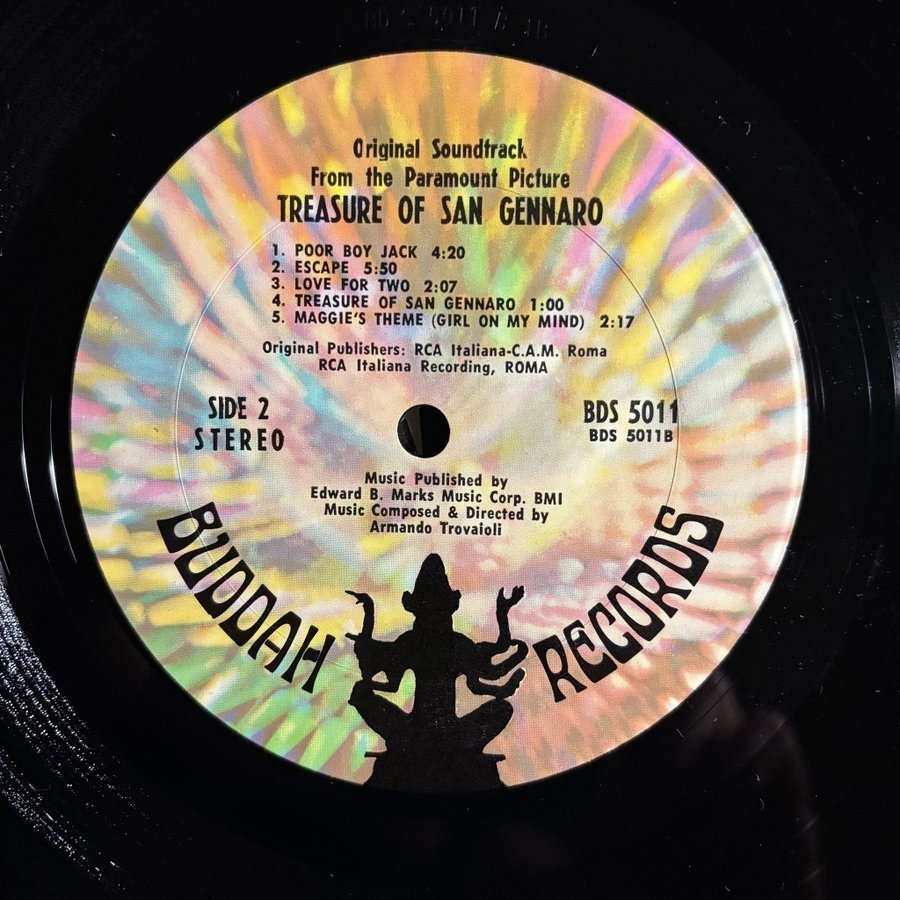 Original Soundtrack
From the Paramount Picture
TREASURE OF SAN GENNARO
1. POOR BOY JACK 4:20
2. ESCAPE 5:50
3. LOVE FOR TWO 2:07
4. TREASURE OF SAN GENNARO 1:00
5. MAGGIE'S THEME (GIRL ON MY MIND) 2:17
Original Publishers: RCA Italiana-C.A.M. Roma
RCA Italiana Recording, ROMA
SIDE 2
STEREO
BDS 5011
BDS 5011B
Music Published by
Edward B. Marks Music Corp. BMI
Music Composed & Directed by
Armando Trovaioli
BUDDAH RECORDS